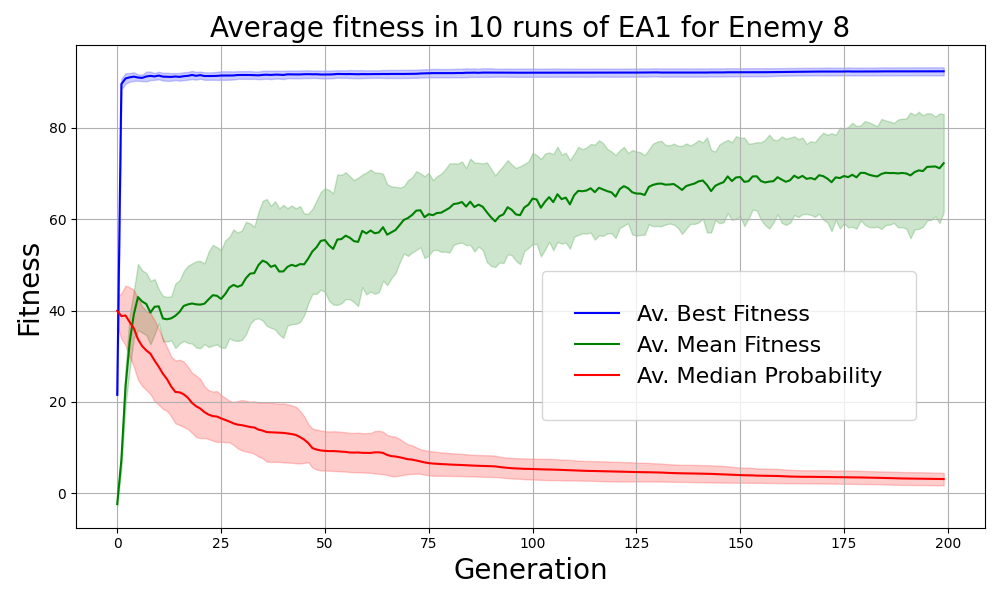 Average fitness in 10 runs of EA1 for Enemy 8
Fitness
80
60
40
20
0
Av. Best Fitness
Av. Mean Fitness
Av. Median Probability
0 25 50 75 100 125 150 175 200
Generation